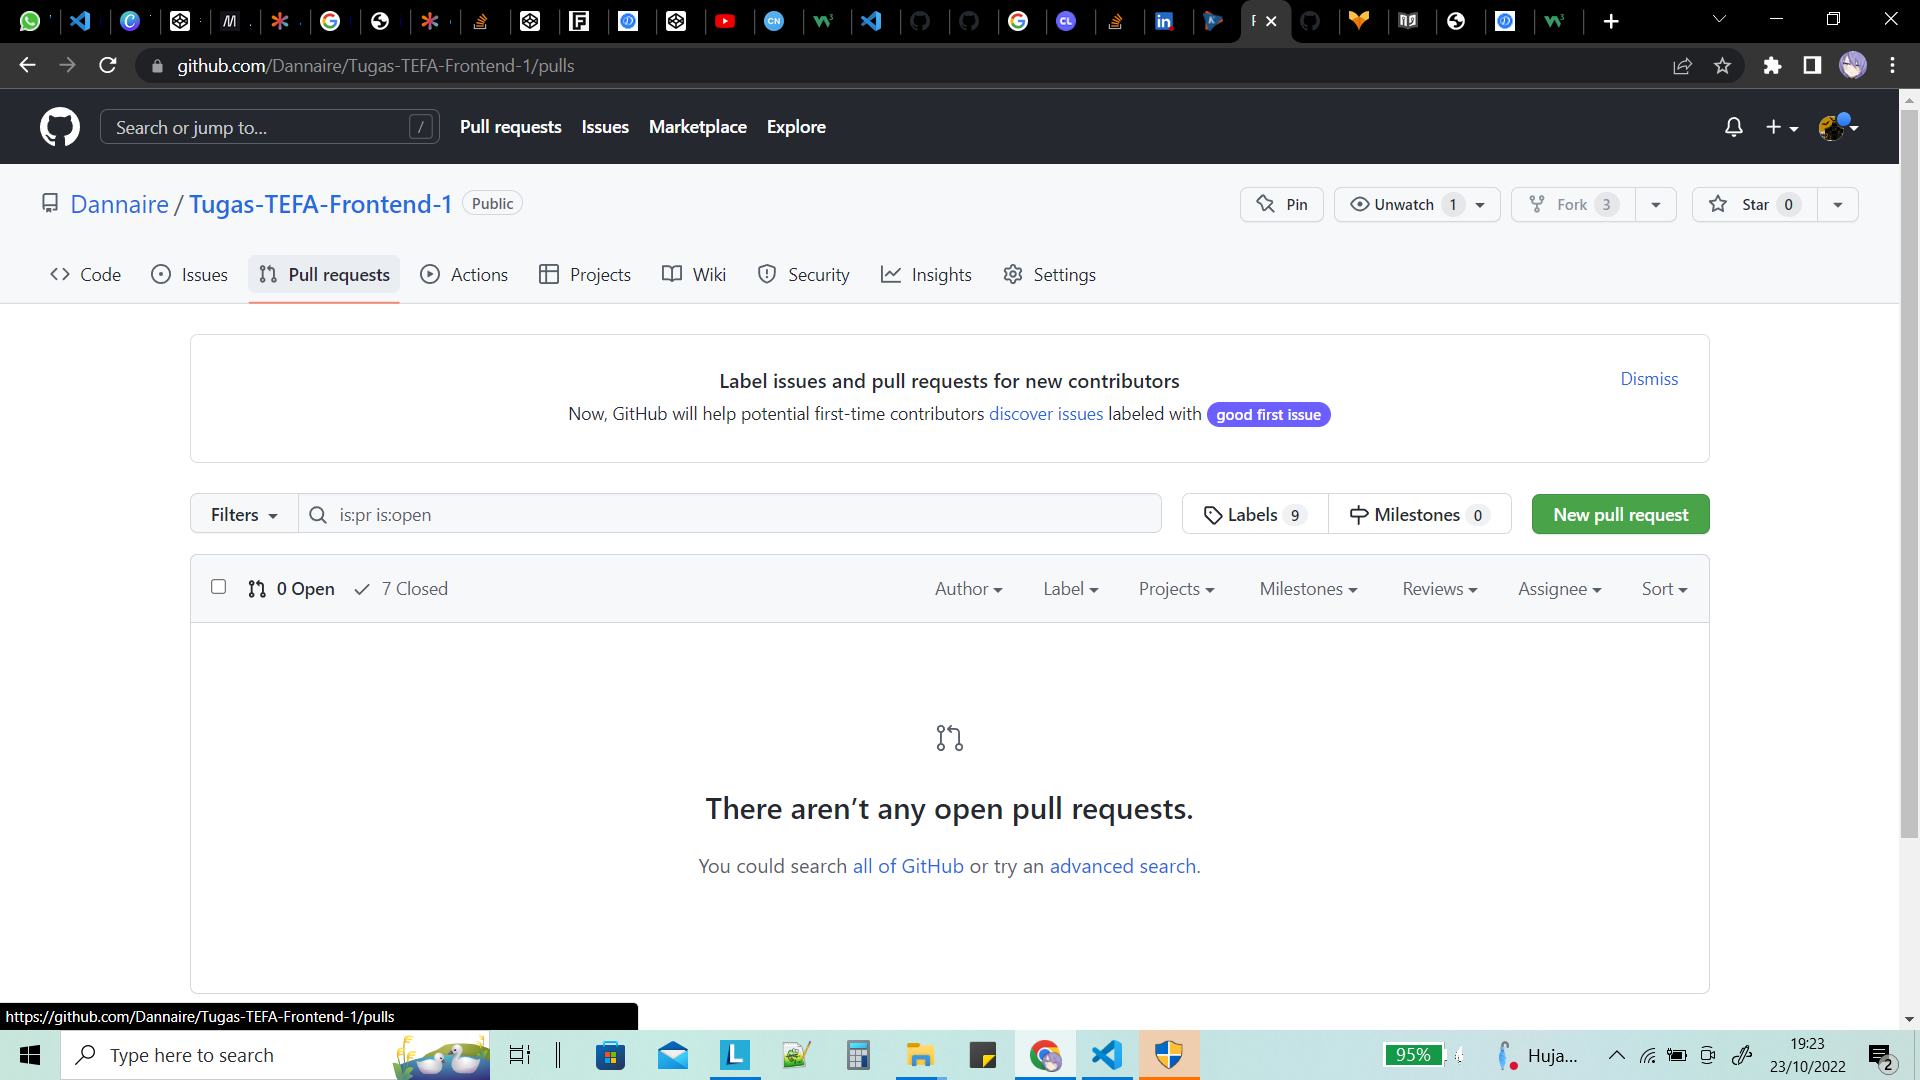 github.com/Dannaire/Tugas-TEFA-Frontend-1/pulls
Search or jump to... /
Pull requests Issues Marketplace Explore
Dannaire / Tugas-TEFA-Frontend-1 Public
Pin Unwatch 1 Fork 3 Star 0
Code Issues Pull requests Actions Projects Wiki Security Insights Settings
Label issues and pull requests for new contributors
Dismiss
Now, GitHub will help potential first-time contributors discover issues labeled with good first issue
Filters is:pr is:open Labels 9 Milestones 0 New pull request
0 Open 7 Closed Author Label Projects Milestones Reviews Assignee Sort
There aren’t any open pull requests.
You could search all of GitHub or try an advanced search.
https://github.com/Dannaire/Tugas-TEFA-Frontend-1/pulls
Type here to search
95%
Huja...
19:23
23/10/2022
2